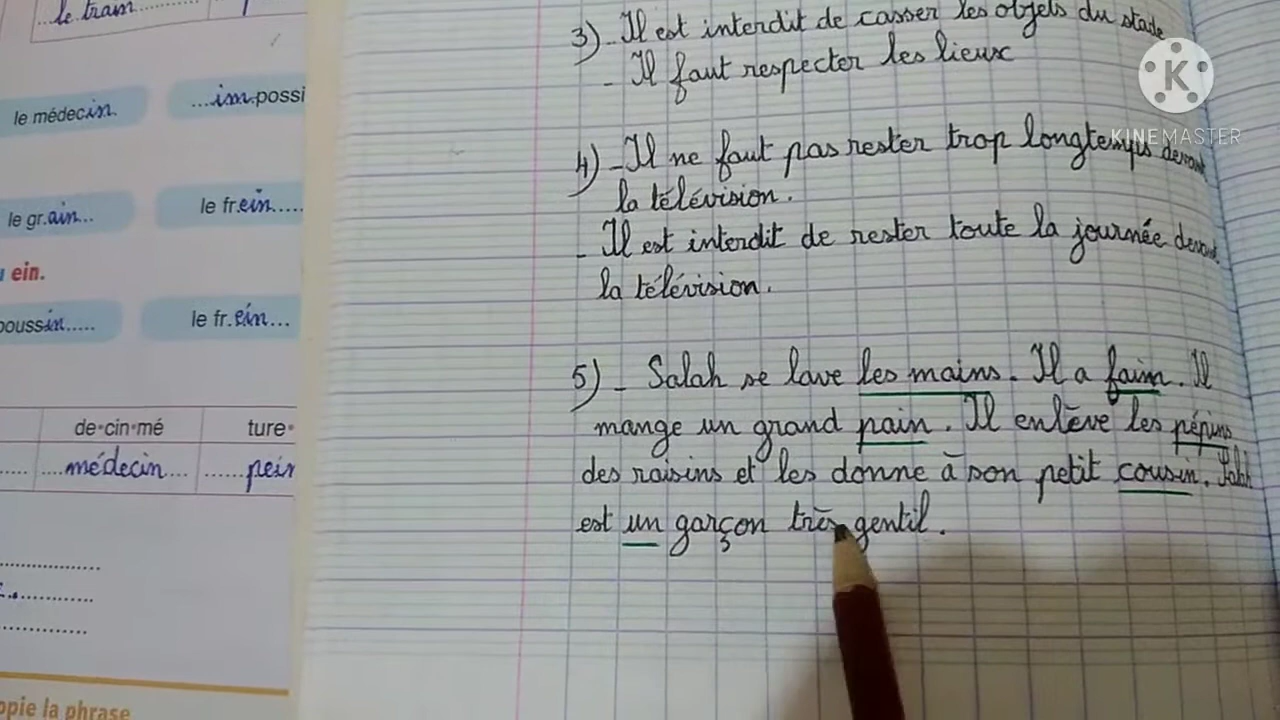 le tram
le médecin.
...im.possi
le gr.ain...
le fr.ein.....
ein.
poussin.....
le fr.ein...
de•cin•mé
ture•
....médecin...
......pein
opie la phrase
3)_ Il est interdit de casser les objets du stade
- Il faut respecter les lieux
KINEMASTER
4)_ Il ne faut pas rester trop longtemps devant
la télévision.
- Il est interdit de rester toute la journée devant
la télévision.
5)_ Salah se lave les mains. Il a faim. Il
mange un grand pain. Il enlève les pépins
des raisins et les donne à son petit cousin. Salah
est un garçon très gentil.